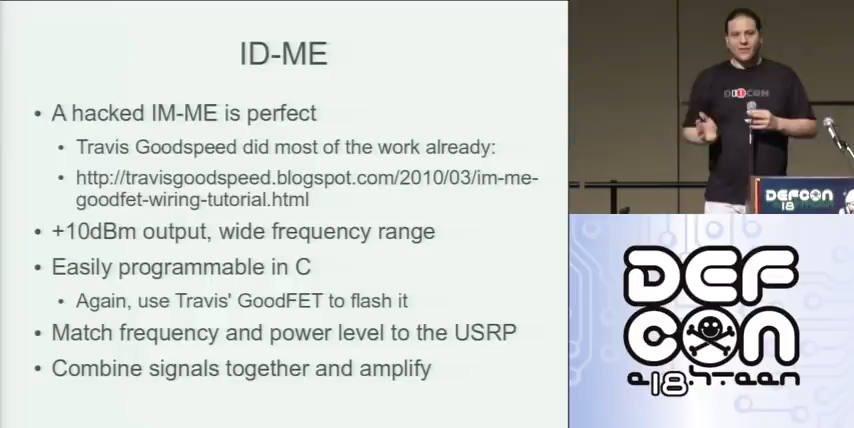 ID-ME
• A hacked IM-ME is perfect
• Travis Goodspeed did most of the work already:
• http://travisgoodspeed.blogspot.com/2010/03/im-me-
goodfet-wiring-tutorial.html
• +10dBm output, wide frequency range
• Easily programmable in C
• Again, use Travis' GoodFET to flash it
• Match frequency and power level to the USRP
• Combine signals together and amplify
DEFCON
DEFCON
18
DEF
CON
e18hteen